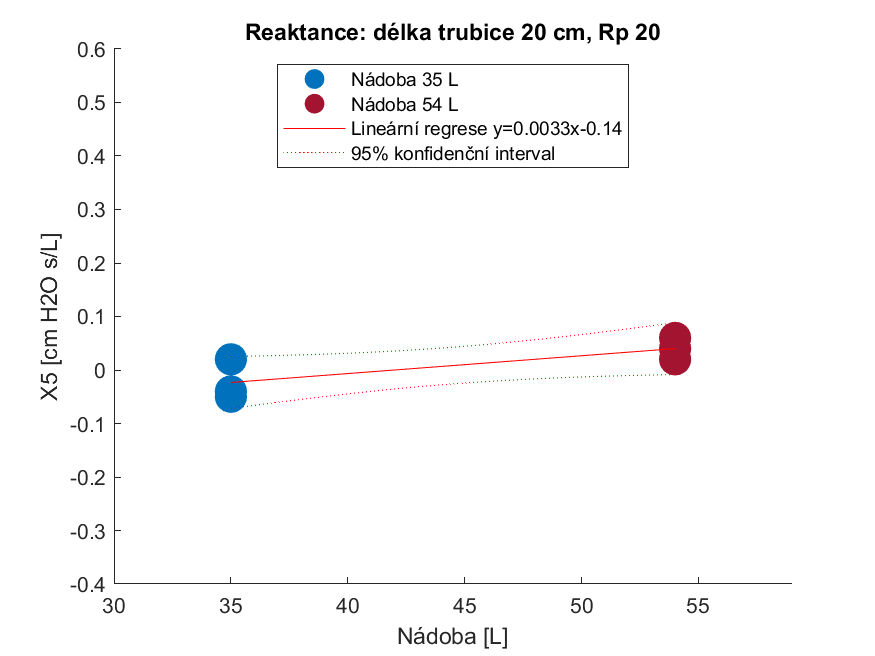 Reaktance: délka trubice 20 cm, Rp 20
0.6
0.5
0.4
0.3
0.2
0.1
0
-0.1
-0.2
-0.3
-0.4
X5 [cm H2O s/L]
Nádoba 35 L
Nádoba 54 L
Lineární regrese y=0.0033x-0.14
95% konfidenční interval
30 35 40 45 50 55
Nádoba [L]